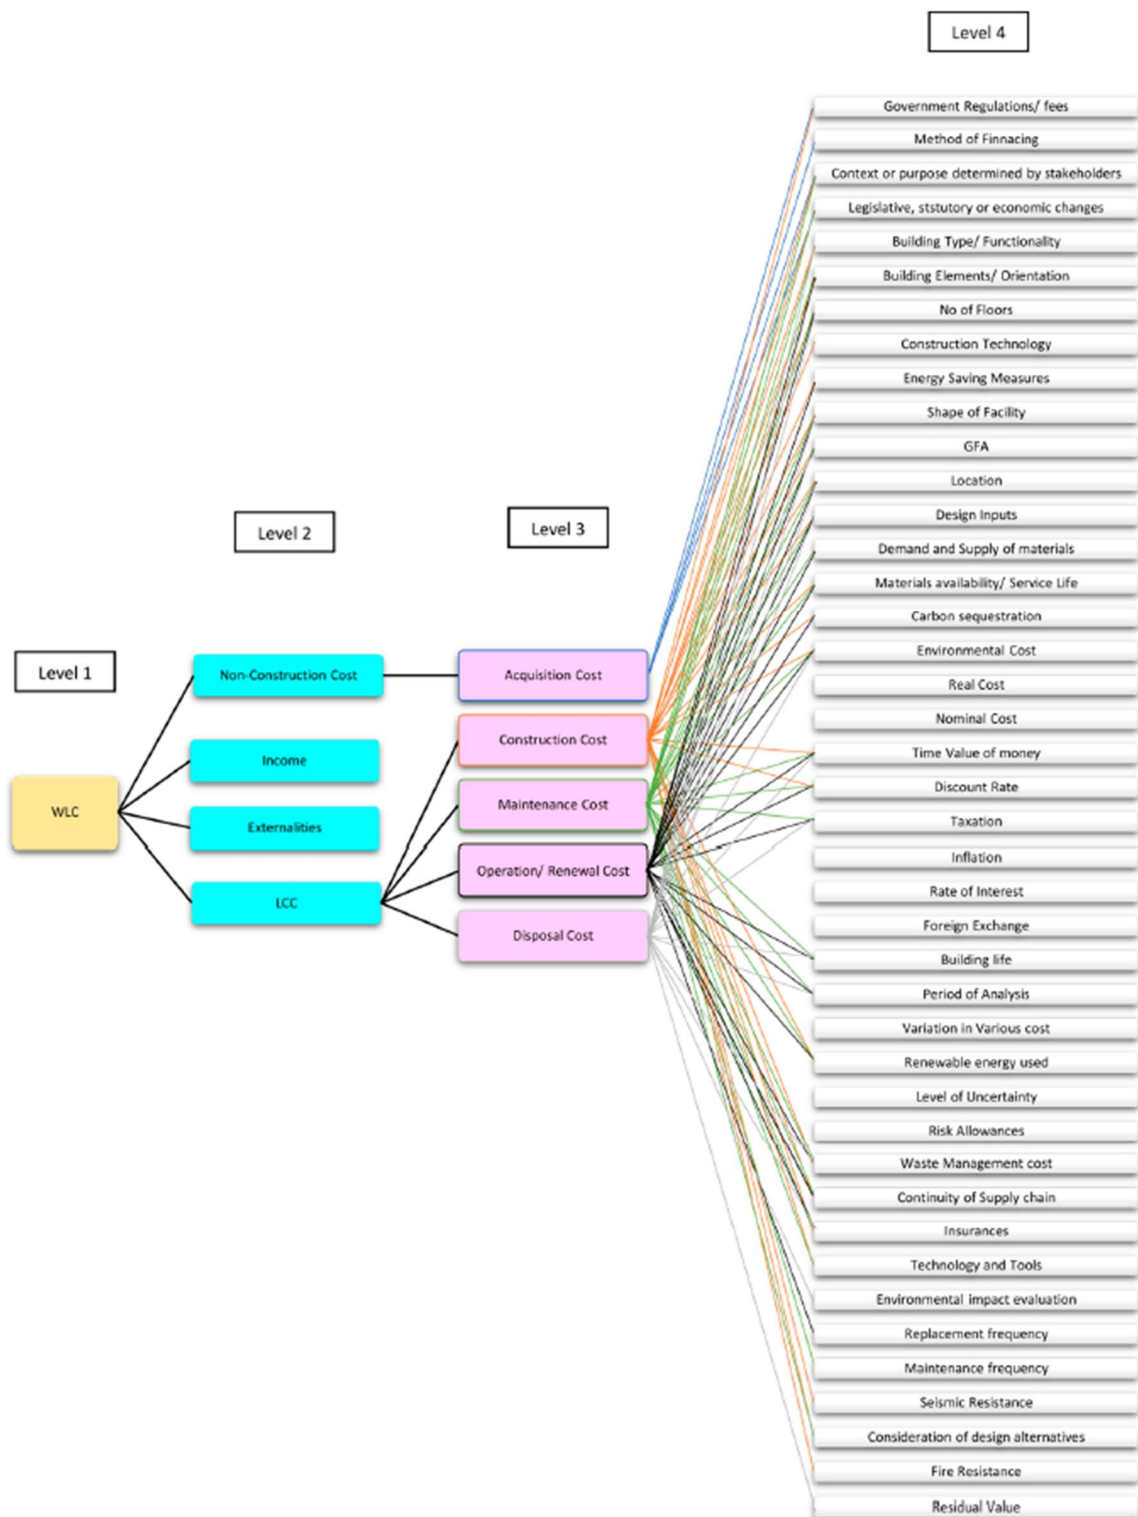 Level 4
Government Regulations/ fees
Method of Finnacing
Context or purpose determined by stakeholders
Legislative, ststutory or economic changes
Building Type/ Functionality
Building Elements/ Orientation
No of Floors
Construction Technology
Energy Saving Measures
Shape of Facility
GFA
Location
Level 2
Level 3
Design Inputs
Demand and Supply of materials
Materials availability/ Service Life
Carbon sequestration
Level 1
Non-Construction Cost
Acquisition Cost
Environmental Cost
Real Cost
Construction Cost
Nominal Cost
Income
Time Value of money
WLC
Maintenance Cost
Discount Rate
Externalities
Taxation
Operation/ Renewal Cost
Inflation
LCC
Rate of Interest
Disposal Cost
Foreign Exchange
Building life
Period of Analysis
Variation in Various cost
Renewable energy used
Level of Uncertainty
Risk Allowances
Waste Management cost
Continuity of Supply chain
Insurances
Technology and Tools
Environmental impact evaluation
Replacement frequency
Maintenance frequency
Seismic Resistance
Consideration of design alternatives
Fire Resistance
Residual Value